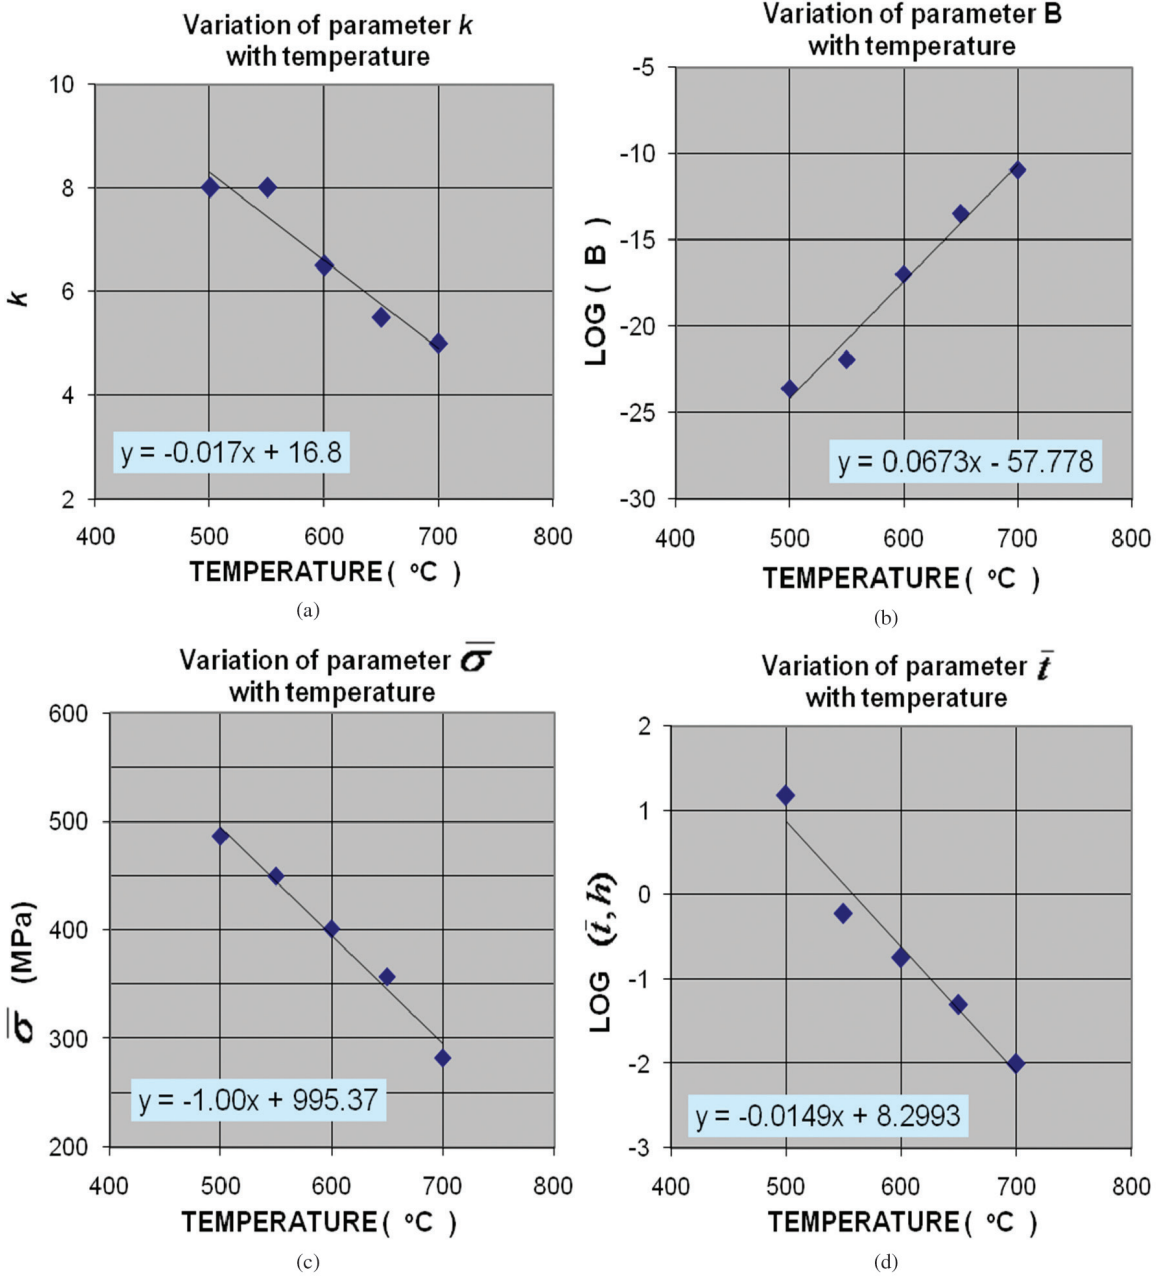 Variation of parameter k
with temperature
10
8
6
4
2
k
y = -0.017x + 16.8
400 500 600 700 800
TEMPERATURE ( °C )
(a)
Variation of parameter B
with temperature
-5
-10
-15
-20
-25
-30
LOG ( B )
y = 0.0673x - 57.778
400 500 600 700 800
TEMPERATURE ( °C )
(b)
Variation of parameter σ̅
with temperature
600
500
400
300
200
σ̅ (MPa)
y = -1.00x + 995.37
400 500 600 700 800
TEMPERATURE ( °C )
(c)
Variation of parameter t̅
with temperature
2
1
0
-1
-2
-3
LOG (t̅, h)
y = -0.0149x + 8.2993
400 500 600 700 800
TEMPERATURE ( °C )
(d)